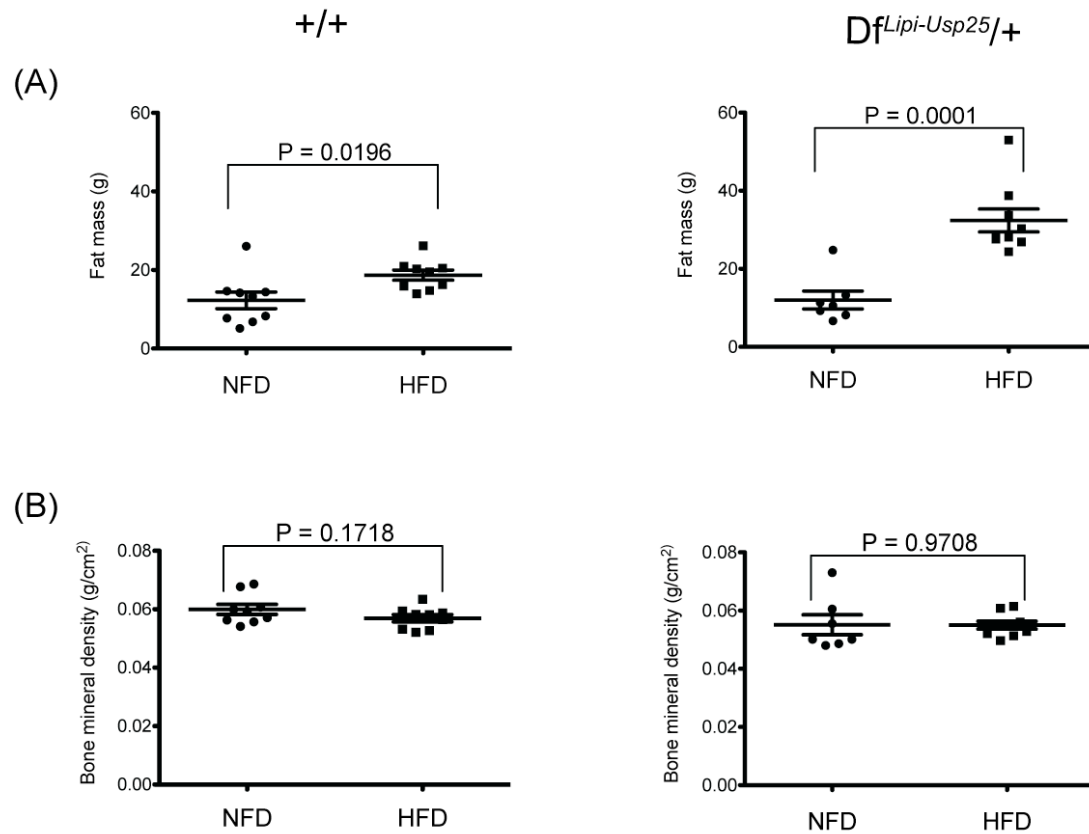 +/+
Df^Lipi-Usp25/+
(A)
60
40
20
0
Fat mass (g)
P = 0.0196
NFD
HFD
60
40
20
0
Fat mass (g)
P = 0.0001
NFD
HFD
(B)
0.08
0.06
0.04
0.02
0.00
Bone mineral density (g/cm²)
P = 0.1718
NFD
HFD
0.08
0.06
0.04
0.02
0.00
Bone mineral density (g/cm²)
P = 0.9708
NFD
HFD